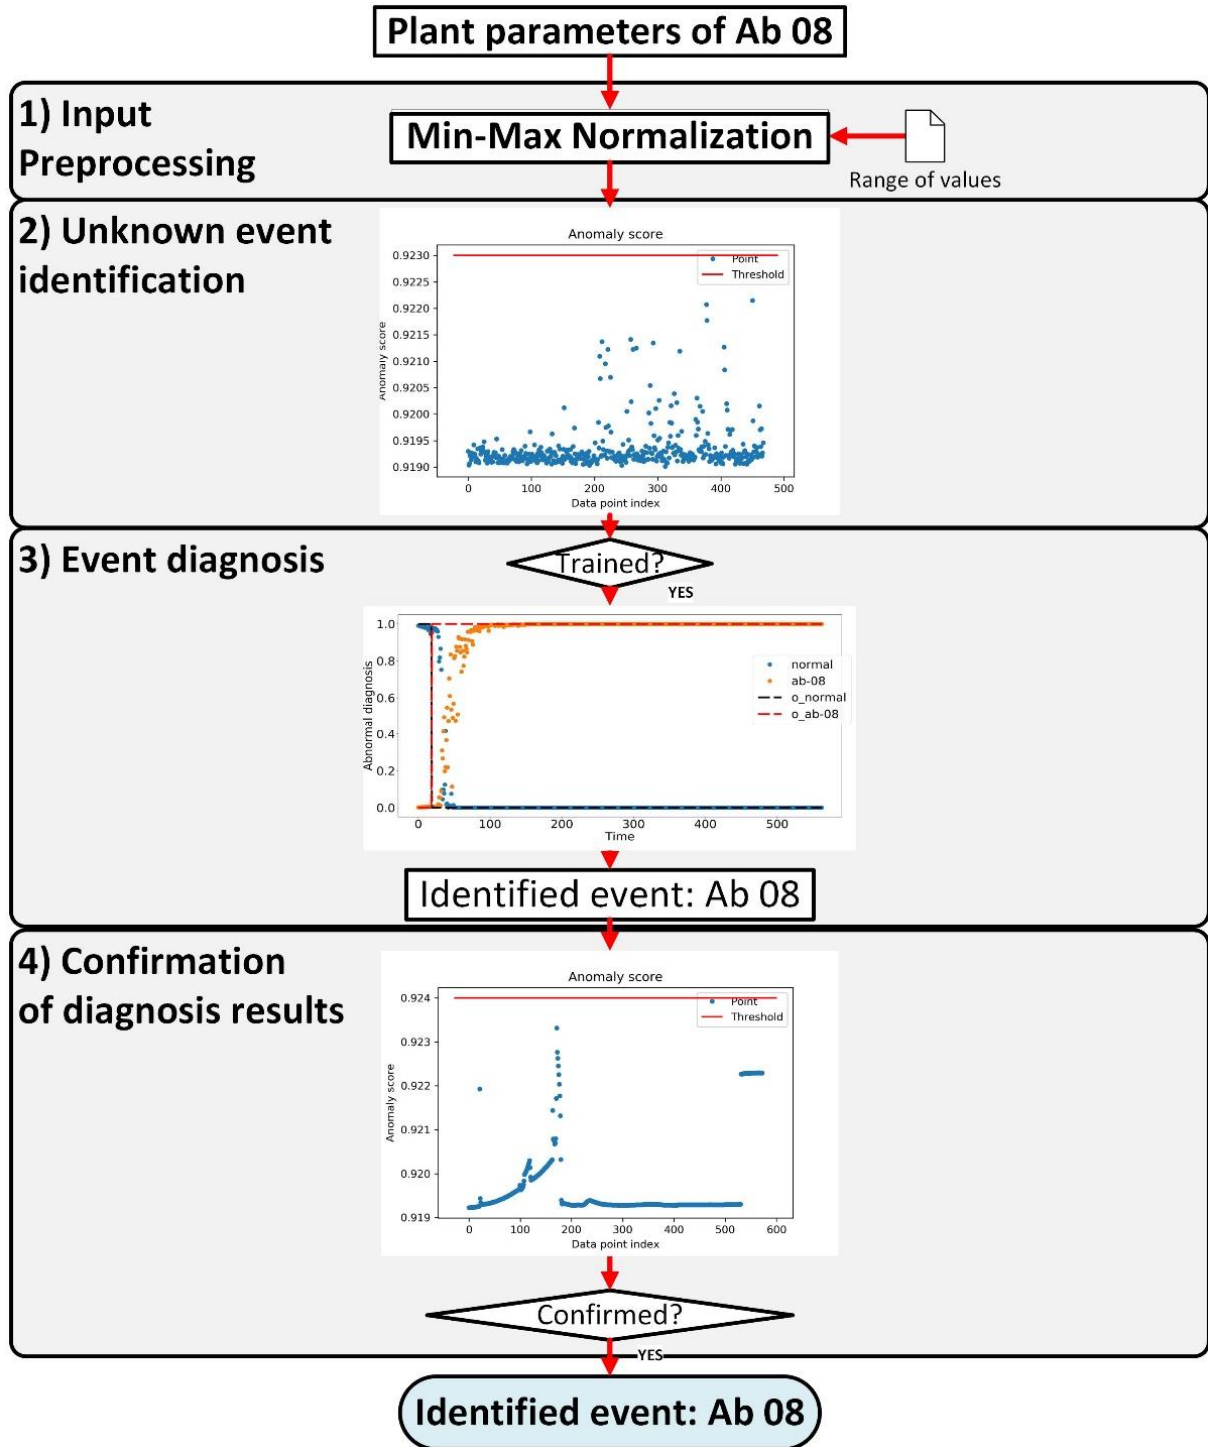 Plant parameters of Ab 08
1) Input
Preprocessing
Min-Max Normalization
Range of values
2) Unknown event
identification
Anomaly score
0.9230
0.9225
0.9220
0.9215
0.9210
0.9205
0.9200
0.9195
0.9190
Anomaly score
Point
Threshold
0 100 200 300 400 500
Data point index
3) Event diagnosis
Trained?
YES
1.0
0.8
0.6
0.4
0.2
0.0
Abnormal diagnosis
normal
ab-08
o_normal
o_ab-08
0 100 200 300 400 500
Time
Identified event: Ab 08
4) Confirmation
of diagnosis results
Anomaly score
0.924
0.923
0.922
0.921
0.920
0.919
Anomaly score
Point
Threshold
0 100 200 300 400 500 600
Data point index
Confirmed?
YES
Identified event: Ab 08